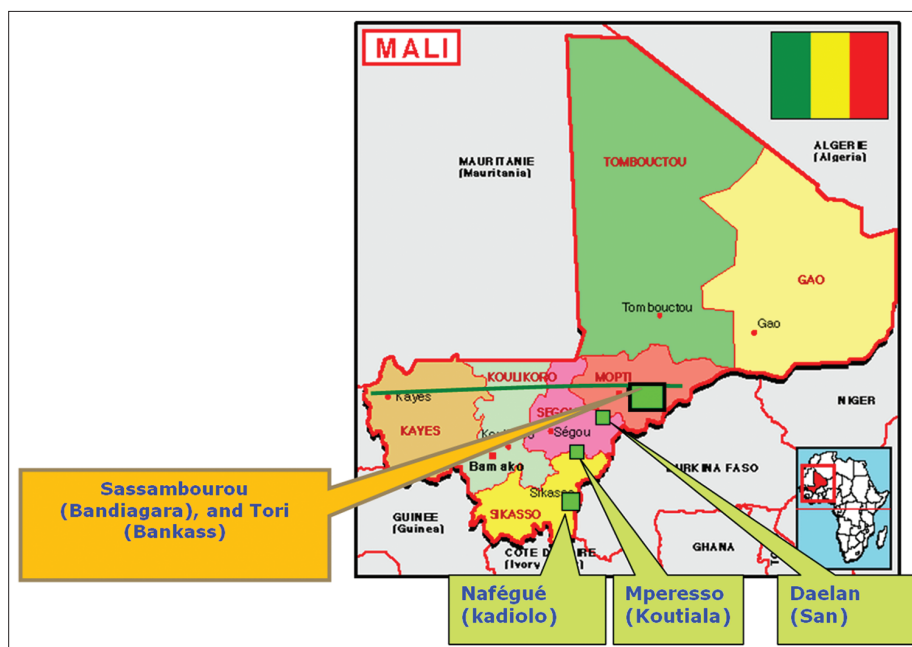 MALI
ALGERIE
(Algeria)
MAURITANIE
(Mauritania)
TOMBOUCTOU
GAO
Tombouctou
Gao
KOULIKORO
MOPTI
Kayes
NIGER
KAYES
Ségou
Bamako
BURKINA FASO
Sassambourou
(Bandiagara), and Tori
(Bankass)
SIKASSO
GUINEE
(Guinea)
GHANA
Nafégué
(kadiolo)
Mperesso
(Koutiala)
Daelan
(San)